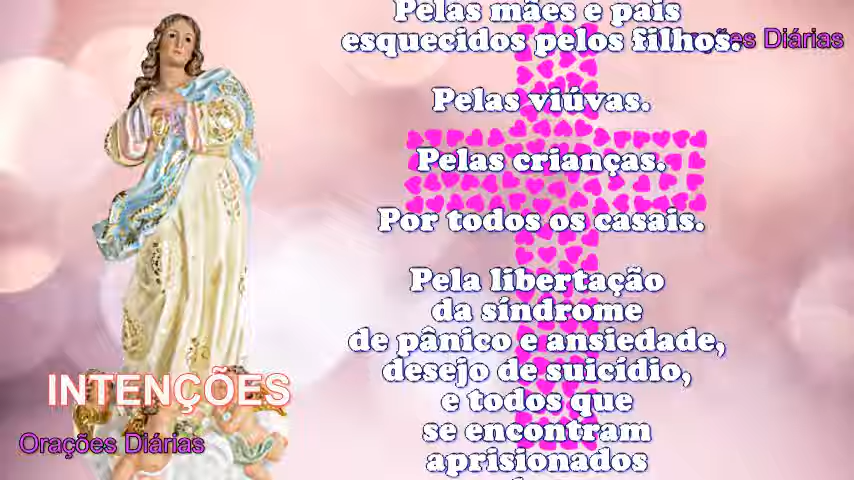 Pelas mães e pais
esquecidos pelos filhos.
ções Diárias
Pelas viúvas.
Pelas crianças.
Por todos os casais.
Pela libertação
da síndrome
de pânico e ansiedade,
desejo de suicídio,
e todos que
se encontram
aprisionados
INTENÇÕES
Orações Diárias